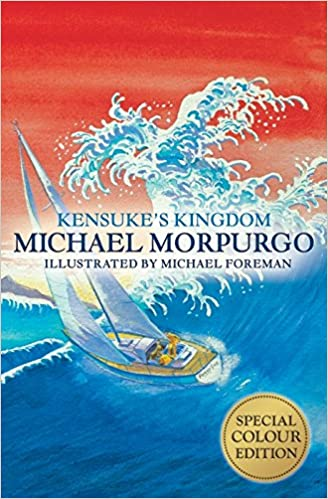 KENSUKE'S KINGDOM
MICHAEL MORPURGO
ILLUSTRATED BY MICHAEL FOREMAN
SPECIAL
COLOUR
EDITION